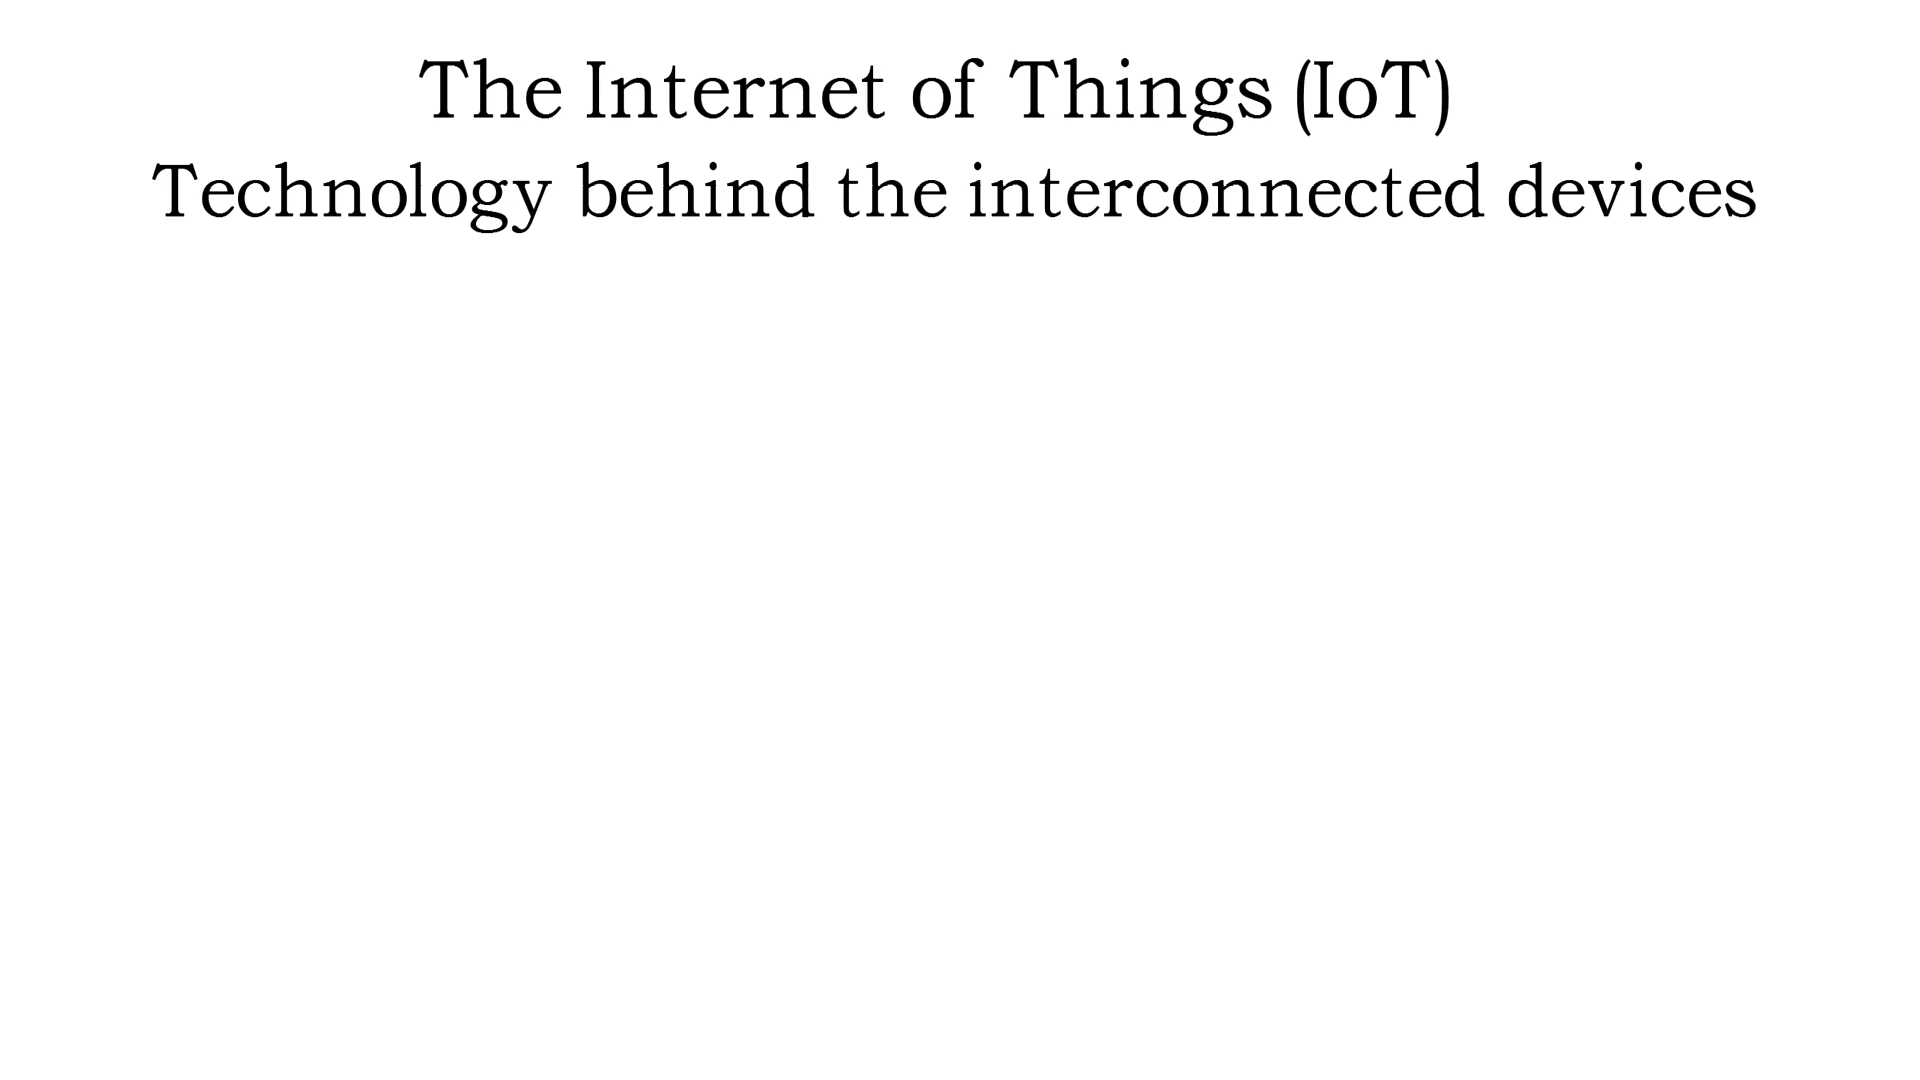 The Internet of Things (IoT)
Technology behind the interconnected devices